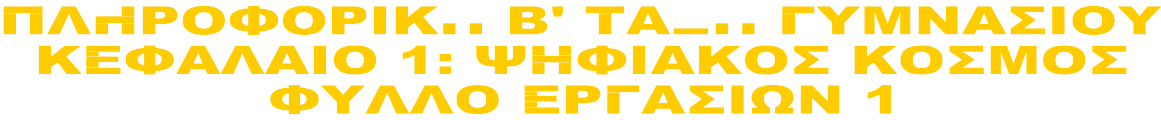 ΠΛΗΡΟΦΟΡΙΚ.. Β' ΤΑ_.. ΓΥΜΝΑΣΙΟΥ
ΚΕΦΑΛΑΙΟ 1: ΨΗΦΙΑΚΟΣ ΚΟΣΜΟΣ
ΦΥΛΛΟ ΕΡΓΑΣΙΩΝ 1